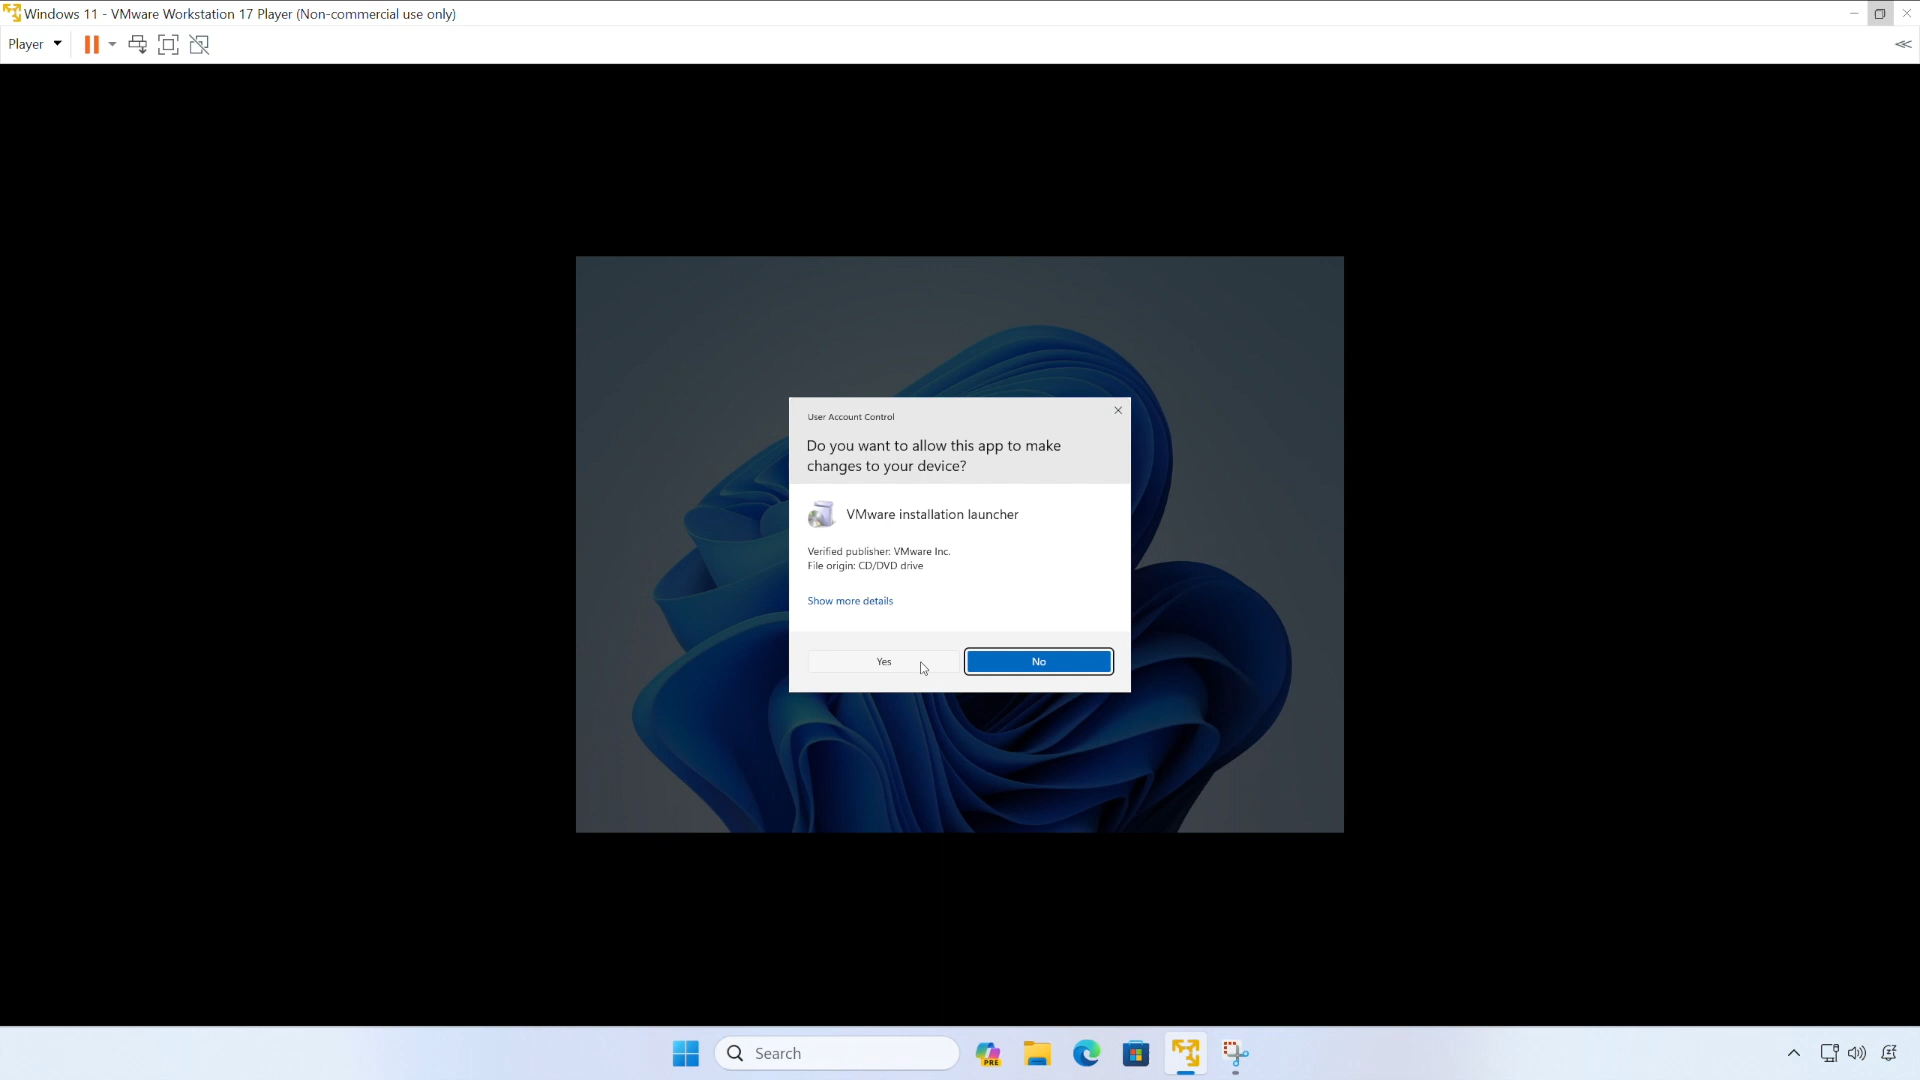 Windows 11 - VMware Workstation 17 Player (Non-commercial use only)
Player
User Account Control
Do you want to allow this app to make
changes to your device?
VMware installation launcher
Verified publisher: VMware Inc.
File origin: CD/DVD drive
Show more details
Yes
No
Search
PRE